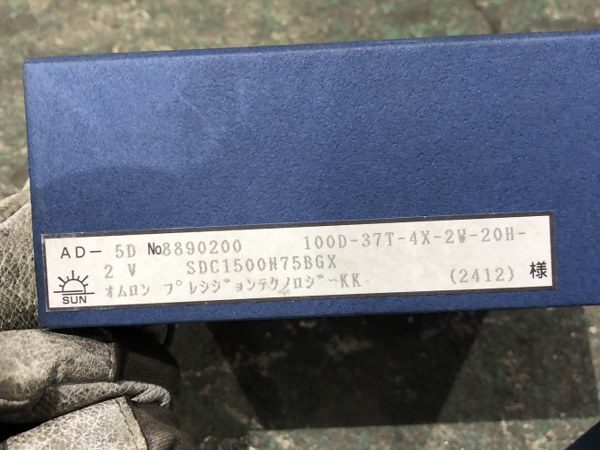 AD- 5D №8890200 100D-37T-4X-2W-20H-
2 V SDC1500N75BGX
SUN
オムロン プレシジョンテクノロジーKK (2412) 様